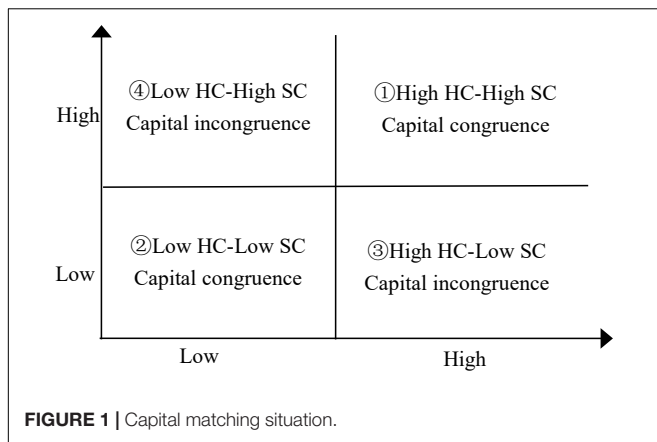 ④Low HC-High SC
Capital incongruence
①High HC-High SC
Capital congruence
High
②Low HC-Low SC
Capital congruence
③High HC-Low SC
Capital incongruence
Low
Low
High
FIGURE 1 | Capital matching situation.